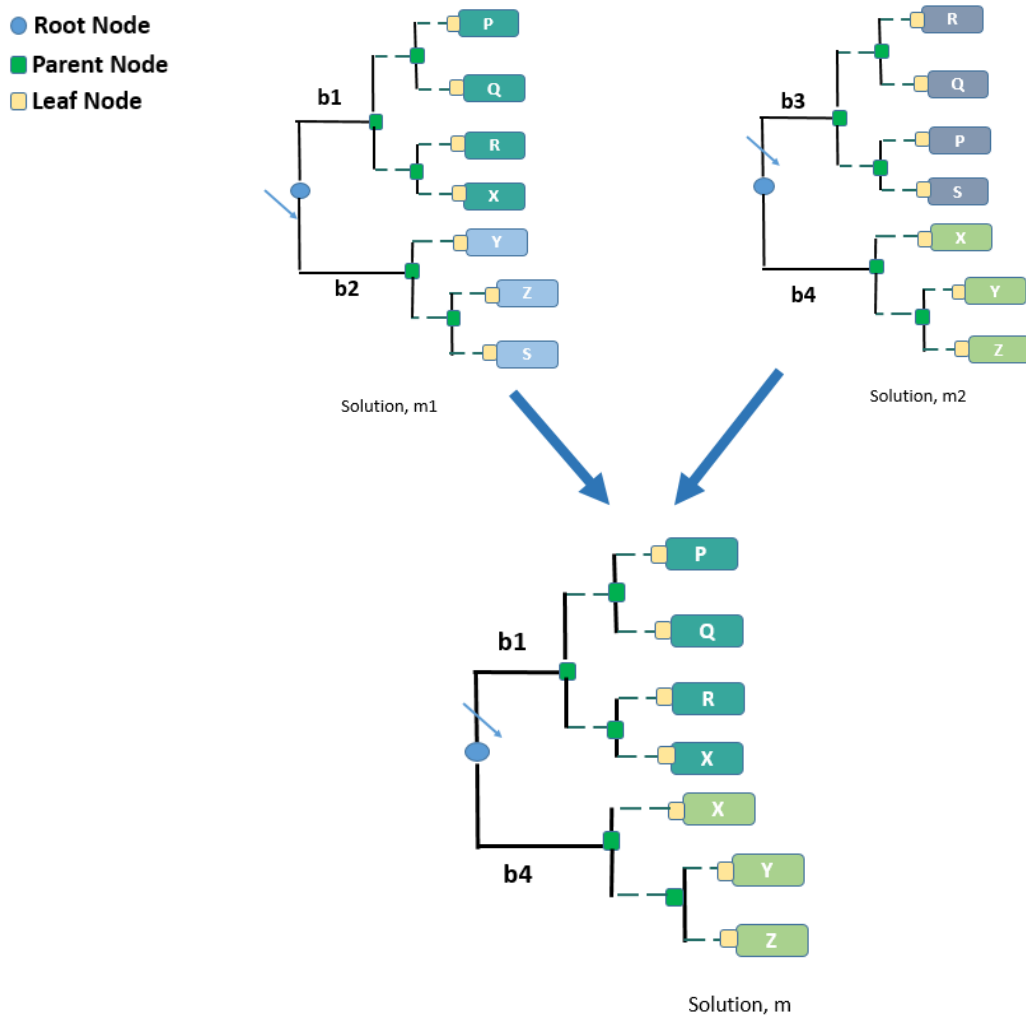 Root Node
Parent Node
Leaf Node
b1
P
Q
R
X
Y
b2
Z
S
Solution, m1
R
Q
b3
P
S
X
b4
Y
Z
Solution, m2
P
b1
Q
R
X
X
b4
Y
Z
Solution, m